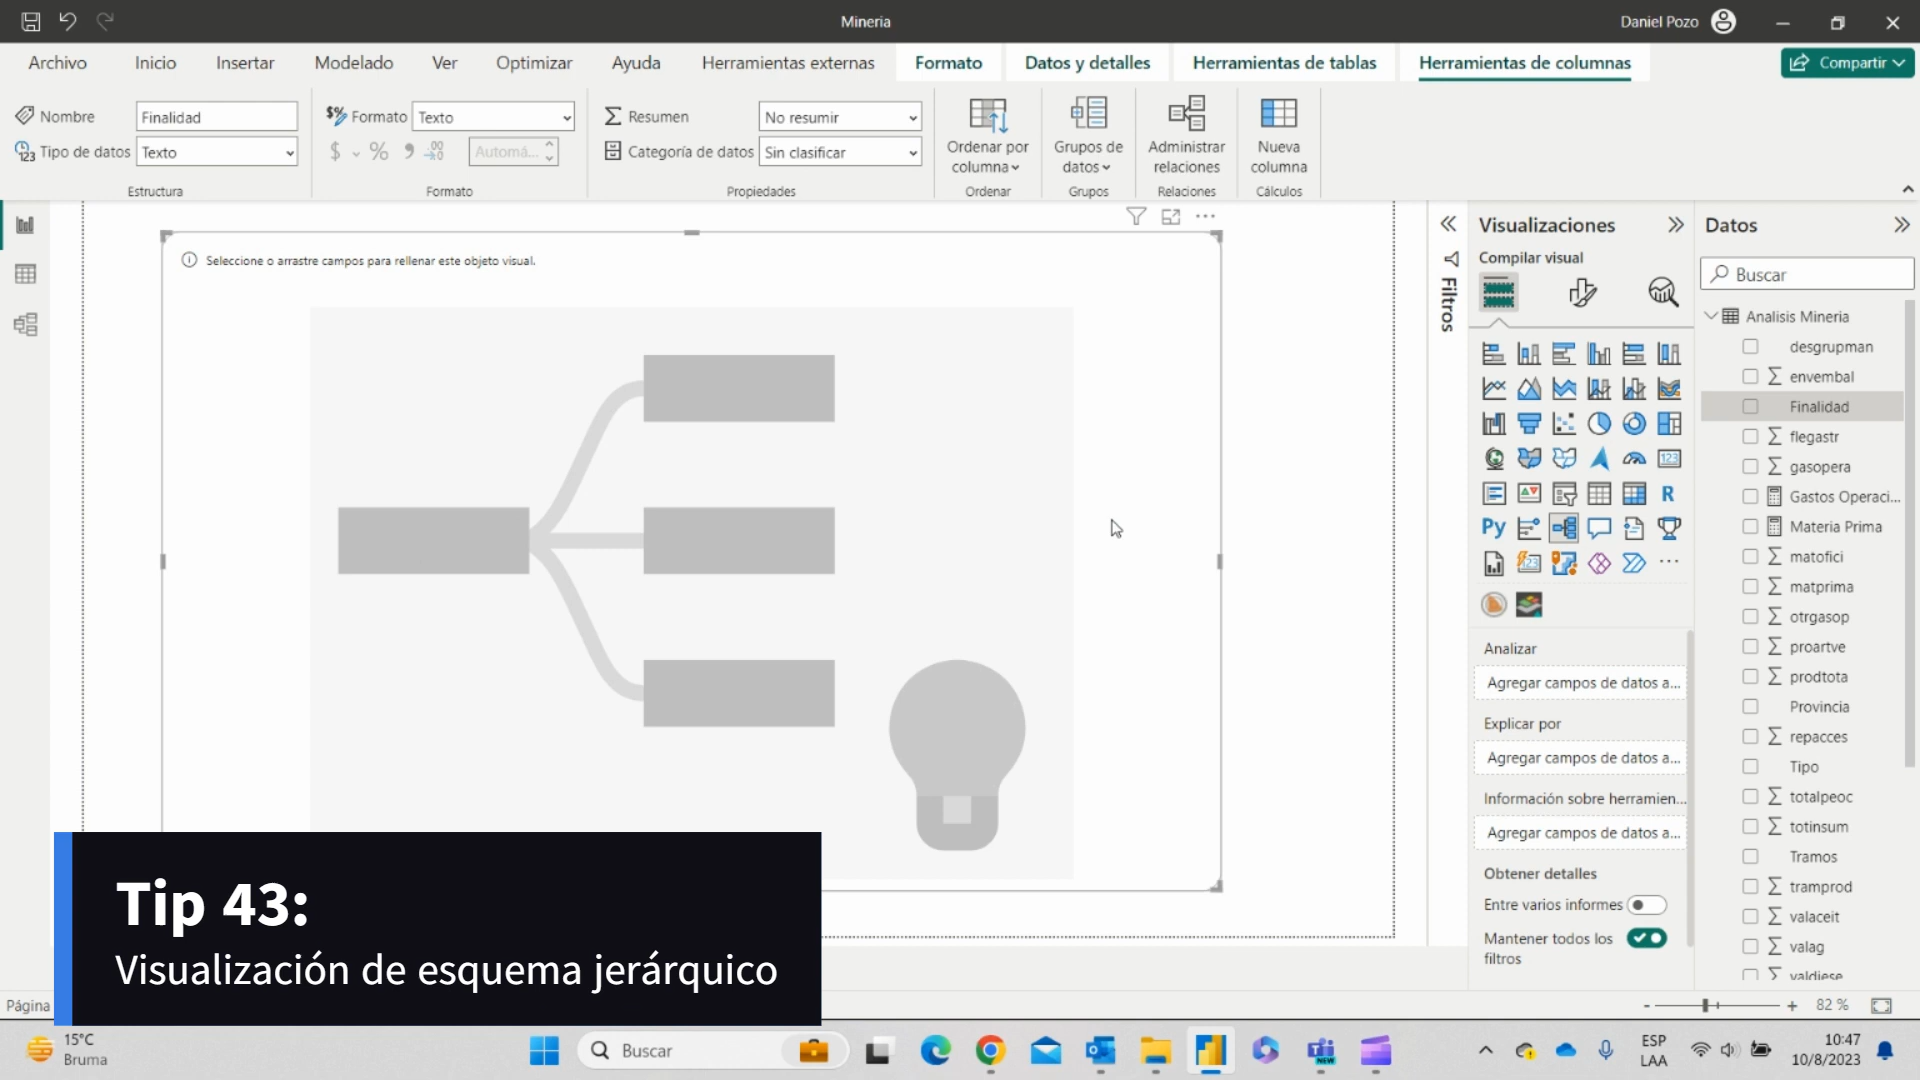 Mineria
Daniel Pozo
Archivo
Inicio
Insertar
Modelado
Ver
Optimizar
Ayuda
Herramientas externas
Formato
Datos y detalles
Herramientas de tablas
Herramientas de columnas
Compartir
Nombre
Finalidad
Tipo de datos
Texto
Estructura
Formato
Texto
$
%
Automá...
Formato
Resumen
No resumir
Categoría de datos
Sin clasificar
Propiedades
Ordenar por
columna
Ordenar
Grupos de
datos
Grupos
Administrar
relaciones
Relaciones
Nueva
columna
Cálculos
Seleccione o arrastre campos para rellenar este objeto visual.
Filtros
Visualizaciones
Compilar visual
R
Py
123
Analizar
Agregar campos de datos a...
Explicar por
Agregar campos de datos a...
Información sobre herramien...
Agregar campos de datos a...
Obtener detalles
Entre varios informes
Mantener todos los
filtros
Datos
Buscar
Analisis Mineria
desgrupman
envembal
Finalidad
flegastr
gasopera
Gastos Operaci...
Materia Prima
matofici
matprima
otrgasop
proartve
prodtota
Provincia
repacces
Tipo
totalpeoc
totinsum
Tramos
tramprod
valaceit
valag
valdiese
Tip 43:
Visualización de esquema jerárquico
Página
- + 82 %
15°C
Bruma
Buscar
NEW
ESP
LAA
10:47
10/8/2023